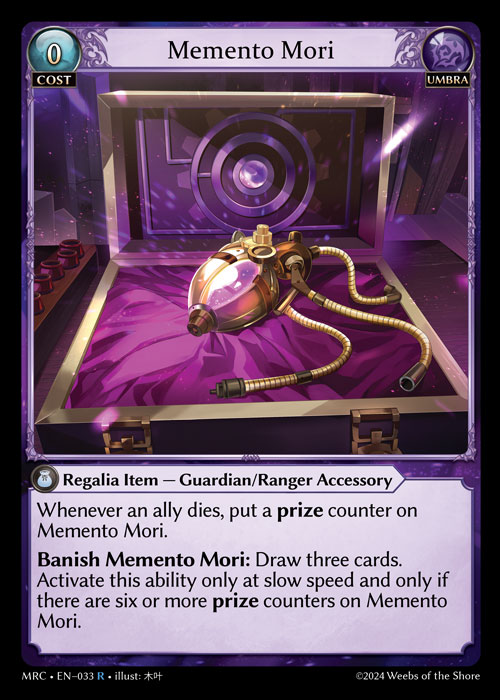 0
COST
Memento Mori
UMBRA
Regalia Item — Guardian/Ranger Accessory
Whenever an ally dies, put a prize counter on
Memento Mori.
Banish Memento Mori: Draw three cards.
Activate this ability only at slow speed and only if
there are six or more prize counters on Memento
Mori.
MRC • EN–033 R • illust: 木叶
©2024 Weebs of the Shore